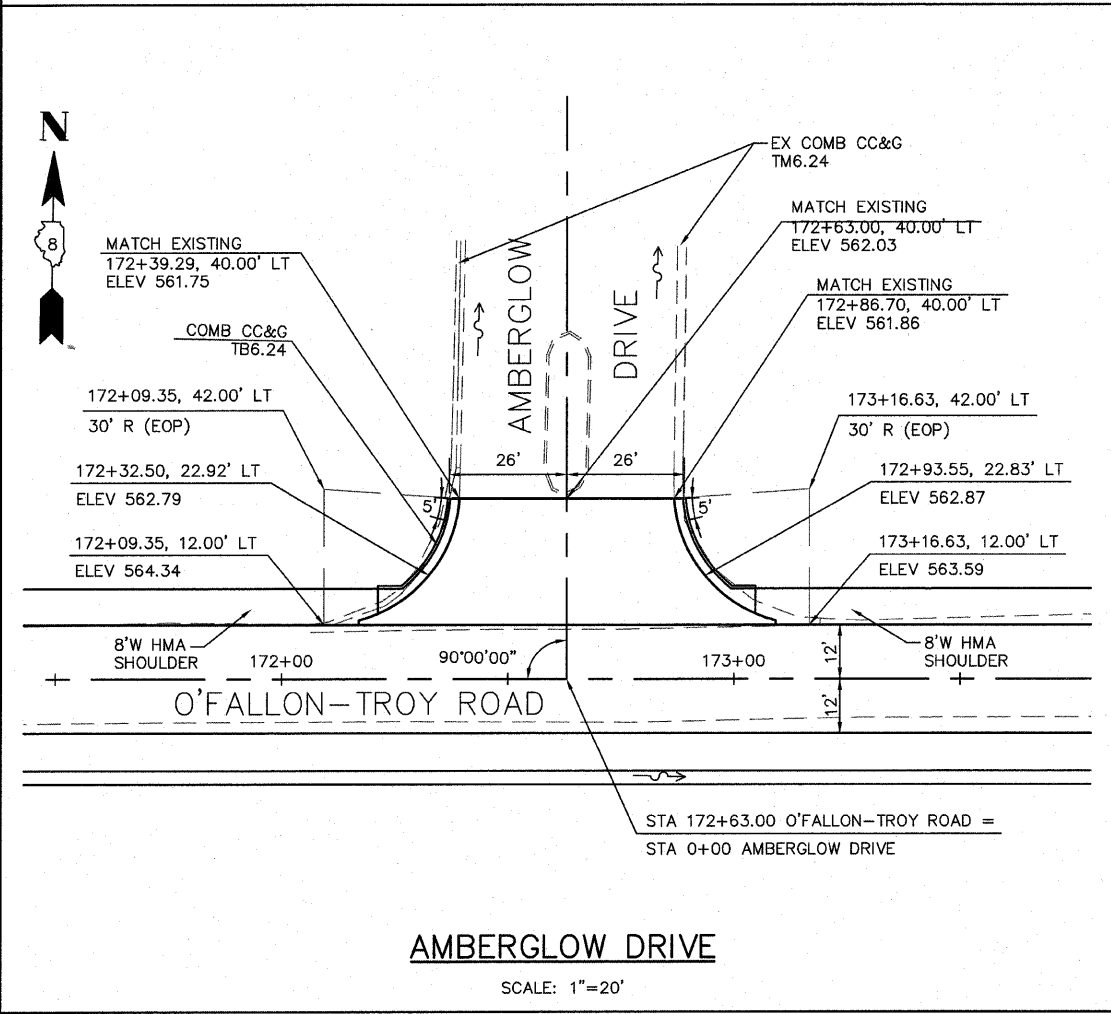 N
8
EX COMB CC&G
TM6.24
MATCH EXISTING
172+63.00, 40.00' LT
ELEV 562.03
MATCH EXISTING
172+39.29, 40.00' LT
ELEV 561.75
MATCH EXISTING
172+86.70, 40.00' LT
ELEV 561.86
COMB CC&G
TB6.24
AMBERGLOW
DRIVE
172+09.35, 42.00' LT
30' R (EOP)
173+16.63, 42.00' LT
30' R (EOP)
26'
26'
172+32.50, 22.92' LT
ELEV 562.79
172+93.55, 22.83' LT
ELEV 562.87
5'
5'
172+09.35, 12.00' LT
ELEV 564.34
173+16.63, 12.00' LT
ELEV 563.59
8'W HMA
SHOULDER
8'W HMA
SHOULDER
172+00
90°00'00"
173+00
12'
12'
O'FALLON-TROY ROAD
STA 172+63.00 O'FALLON-TROY ROAD =
STA 0+00 AMBERGLOW DRIVE
AMBERGLOW DRIVE
SCALE: 1"=20'